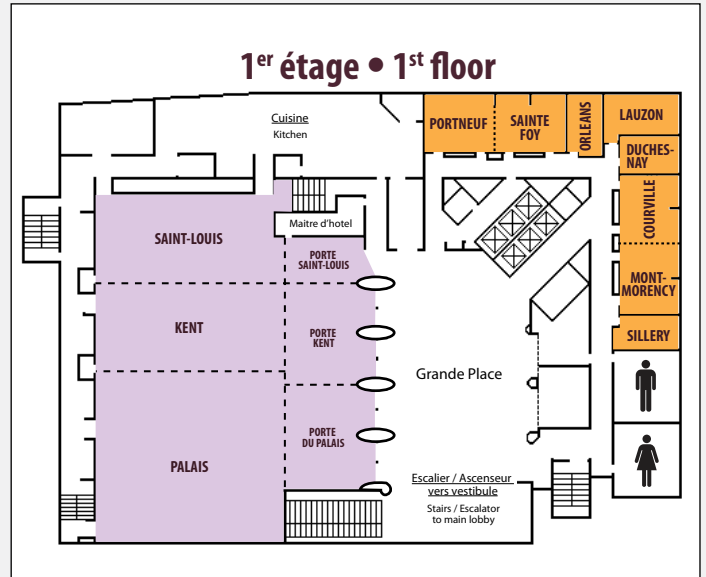 1er étage • 1st floor
Cuisine
Kitchen
PORTNEUF
SAINTE
FOY
ORLEANS
LAUZON
DUCHES-
NAY
COURVILLE
MONT-
MORENCY
SILLERY
Maitre d'hotel
SAINT-LOUIS
PORTE
SAINT-LOUIS
KENT
PORTE
KENT
Grande Place
PALAIS
PORTE
DU PALAIS
Escalier / Ascenseur
vers vestibule
Stairs / Escalator
to main lobby